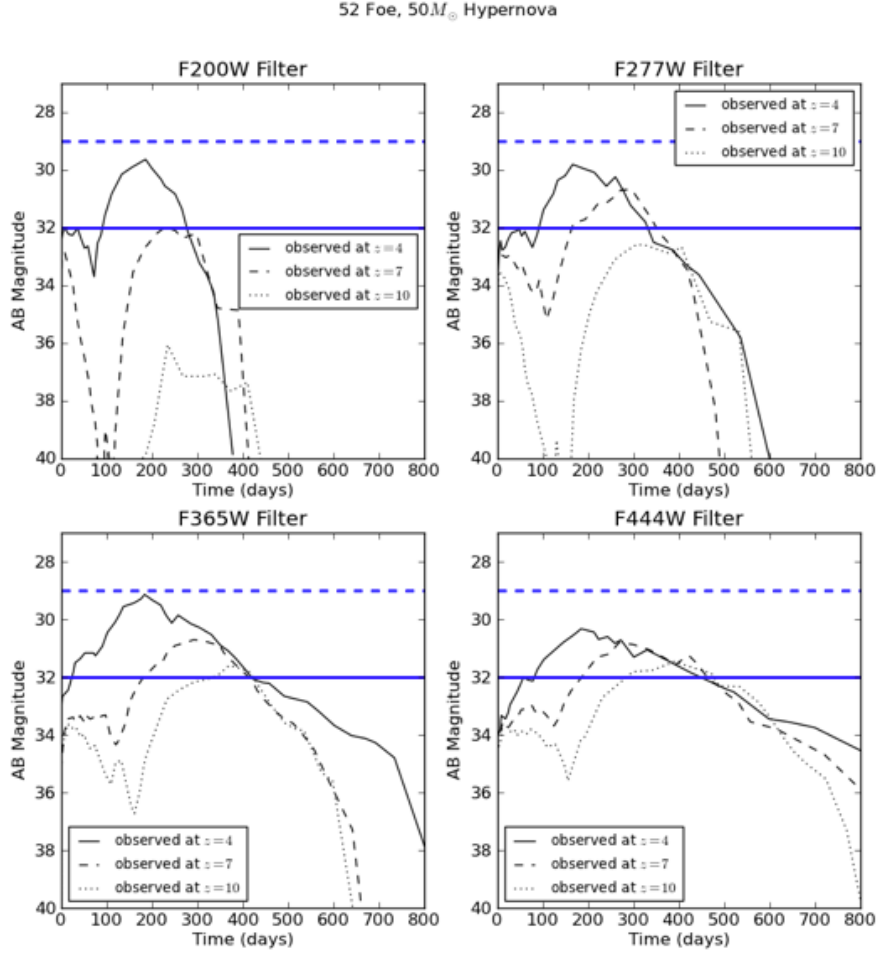 52 Foe, 50M⊙ Hypernova
F200W Filter
AB Magnitude
28
30
32
34
36
38
40
observed at z=4
observed at z=7
observed at z=10
0 100 200 300 400 500 600 700 800
Time (days)
F277W Filter
AB Magnitude
28
30
32
34
36
38
40
observed at z=4
observed at z=7
observed at z=10
0 100 200 300 400 500 600 700 800
Time (days)
F365W Filter
AB Magnitude
28
30
32
34
36
38
40
observed at z=4
observed at z=7
observed at z=10
0 100 200 300 400 500 600 700 800
Time (days)
F444W Filter
AB Magnitude
28
30
32
34
36
38
40
observed at z=4
observed at z=7
observed at z=10
0 100 200 300 400 500 600 700 800
Time (days)